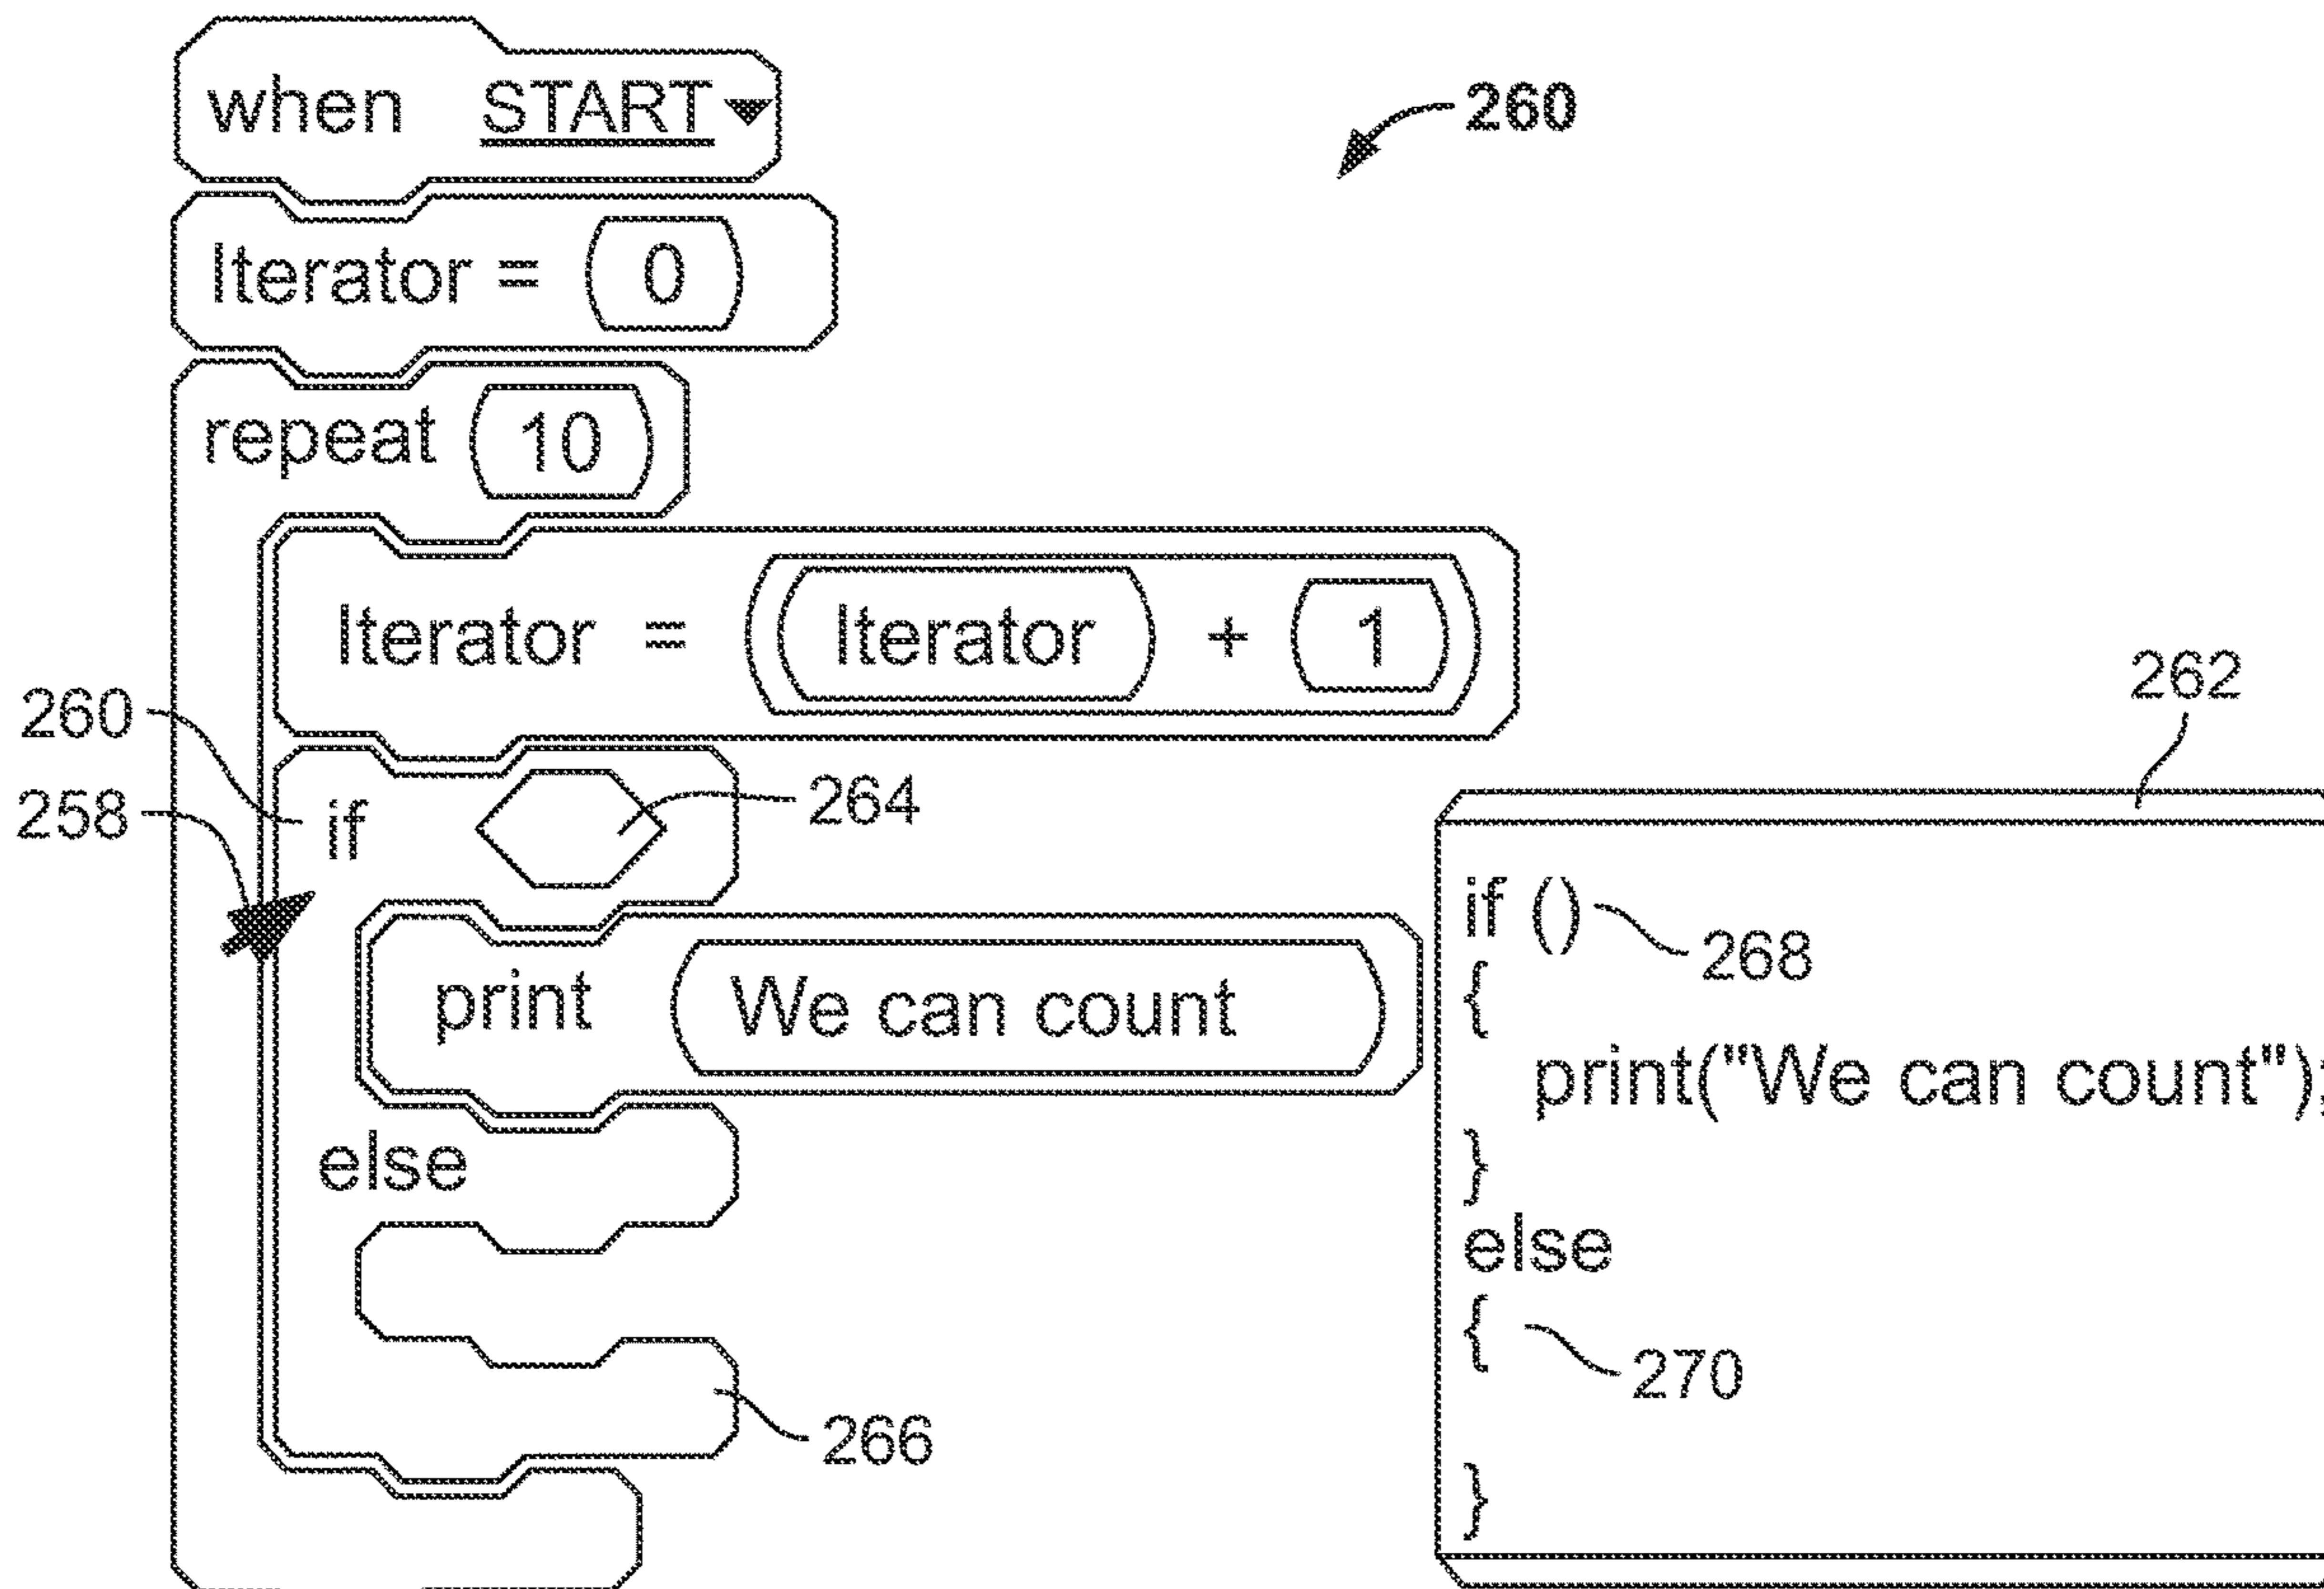 when START
260
Iterator = 0
repeat 10
Iterator = Iterator + 1
260
258
if
264
print We can count
else
266
262
if ()
268
{
print("We can count");
}
else
{
270
}